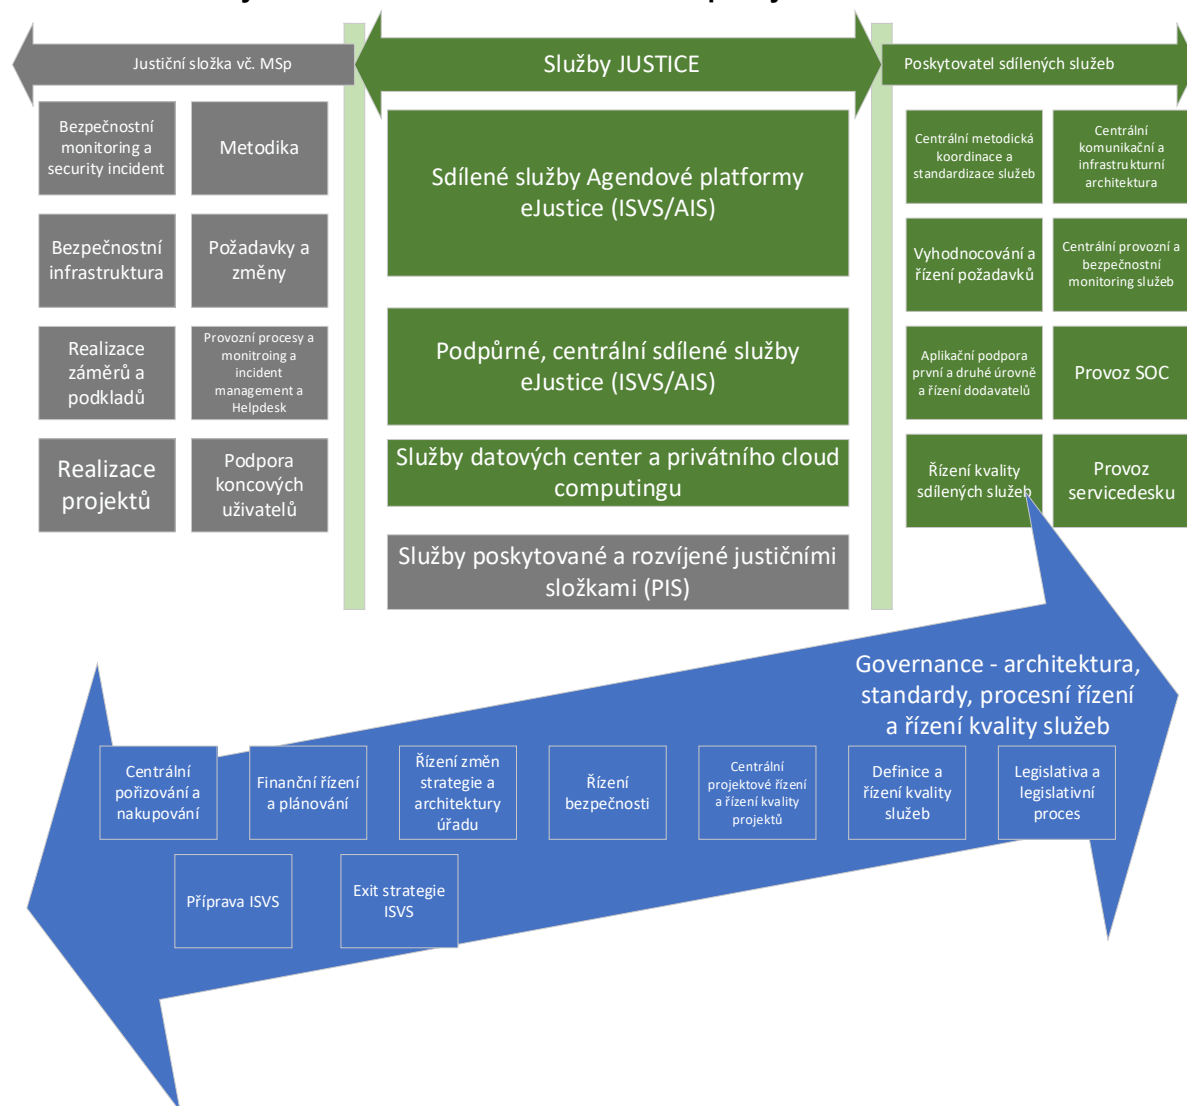 Justiční složka vč. MSp
Služby JUSTICE
Poskytovatel sdílených služeb
Bezpečnostní
monitoring a
security incident
Metodika
Bezpečnostní
infrastruktura
Požadavky a
změny
Realizace
záměrů a
podkladů
Provozní procesy a
monitroing a
incident
management a
Helpdesk
Realizace
projektů
Podpora
koncových
uživatelů
Sdílené služby Agendové platformy
eJustice (ISVS/AIS)
Podpůrné, centrální sdílené služby
eJustice (ISVS/AIS)
Služby datových center a privátního cloud
computingu
Služby poskytované a rozvíjené justičními
složkami (PIS)
Centrální metodická
koordinace a
standardizace služeb
Centrální
komunikační a
infrastrukturní
architektura
Vyhodnocování a
řízení požadavků
Centrální provozní a
bezpečnostní
monitoring služeb
Aplikační podpora
první a druhé úrovně
a řízení dodavatelů
Provoz SOC
Řízení kvality
sdílených služeb
Provoz
servicedesku
Governance - architektura,
standardy, procesní řízení
a řízení kvality služeb
Centrální
pořizování a
nakupování
Finanční řízení
a plánování
Řízení změn
strategie a
architektury
úřadu
Řízení
bezpečnosti
Centrální
projektové řízení
a řízení kvality
projektů
Definice a
řízení kvality
služeb
Legislativa a
legislativní
proces
Příprava ISVS
Exit strategie
ISVS